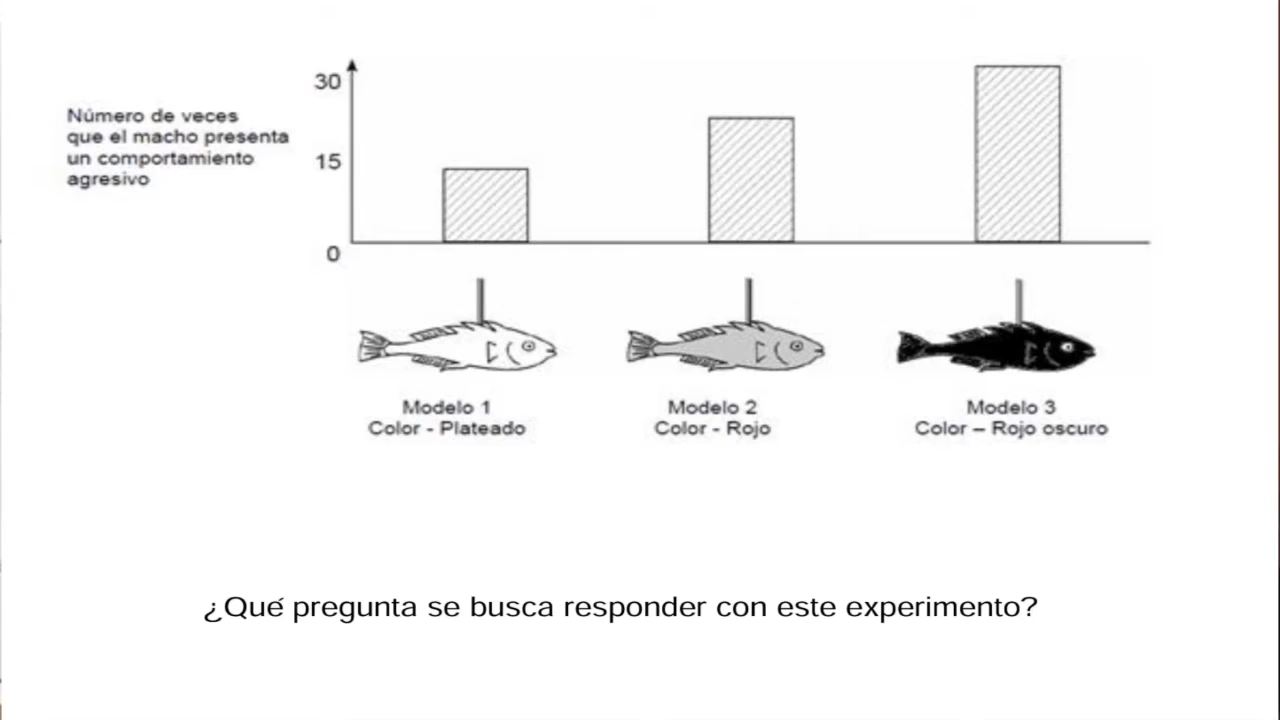 30
Número de veces
que el macho presenta
un comportamiento
agresivo
15
0
Modelo 1
Color - Plateado
Modelo 2
Color - Rojo
Modelo 3
Color – Rojo oscuro
¿Qué pregunta se busca responder con este experimento?